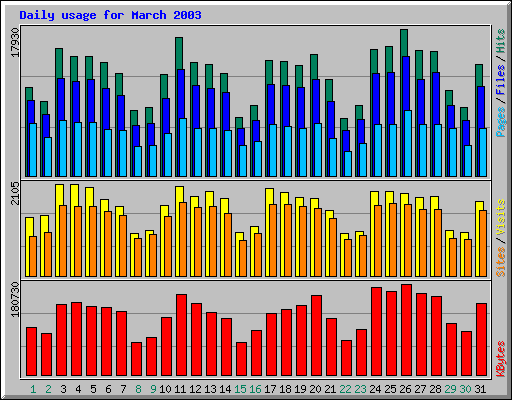 Daily usage for March 2003
17930
Pages / Files / Hits
2105
Sites / Visits
180730
KBytes
1 2 3 4 5 6 7 8 9 10 11 12 13 14 15 16 17 18 19 20 21 22 23 24 25 26 27 28 29 30 31